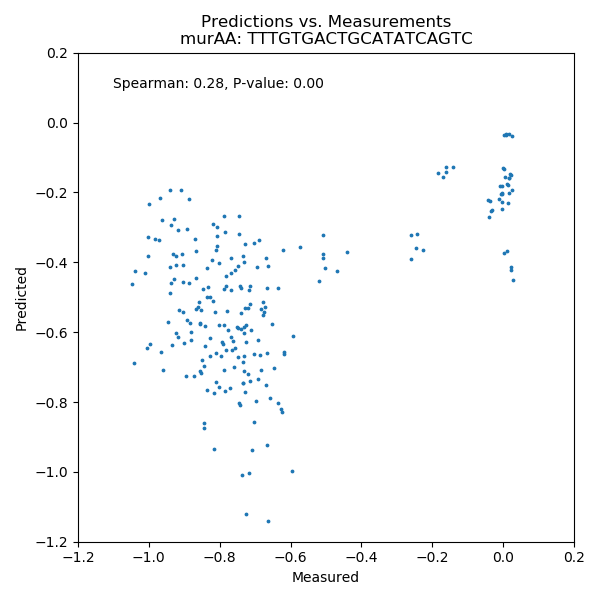 Predictions vs. Measurements
murAA: TTTGTGACTGCATATCAGTC
Spearman: 0.28, P-value: 0.00
0.2
0.0
−0.2
−0.4
−0.6
−0.8
−1.0
−1.2
Predicted
−1.2 −1.0 −0.8 −0.6 −0.4 −0.2 0.0 0.2
Measured